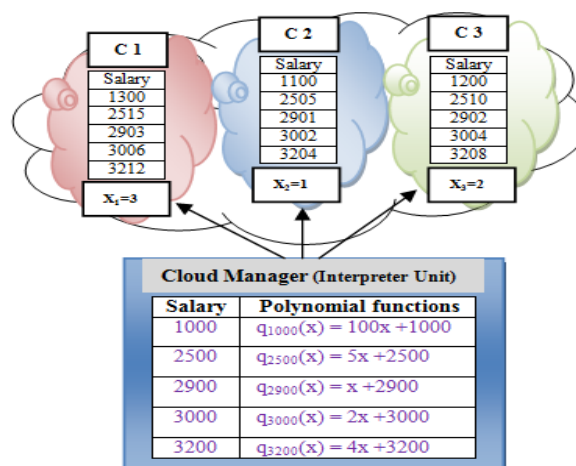 C 1
Salary
1300
2515
2903
3006
3212
X₁=3
C 2
Salary
1100
2505
2901
3002
3204
X₂=1
C 3
Salary
1200
2510
2902
3004
3208
X₃=2
Cloud Manager (Interpreter Unit)
Salary Polynomial functions
1000 q₁₀₀₀(x) = 100x +1000
2500 q₂₅₀₀(x) = 5x +2500
2900 q₂₉₀₀(x) = x +2900
3000 q₃₀₀₀(x) = 2x +3000
3200 q₃₂₀₀(x) = 4x +3200